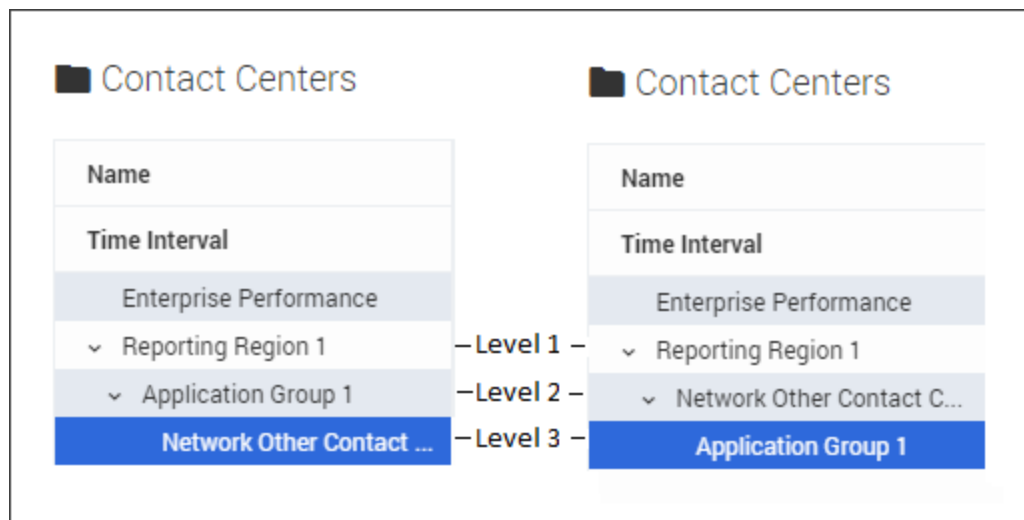 Contact Centers
Name
Time Interval
Enterprise Performance
Reporting Region 1
Application Group 1
Network Other Contact ...
Level 1
Level 2
Level 3
Contact Centers
Name
Time Interval
Enterprise Performance
Reporting Region 1
Network Other Contact C...
Application Group 1